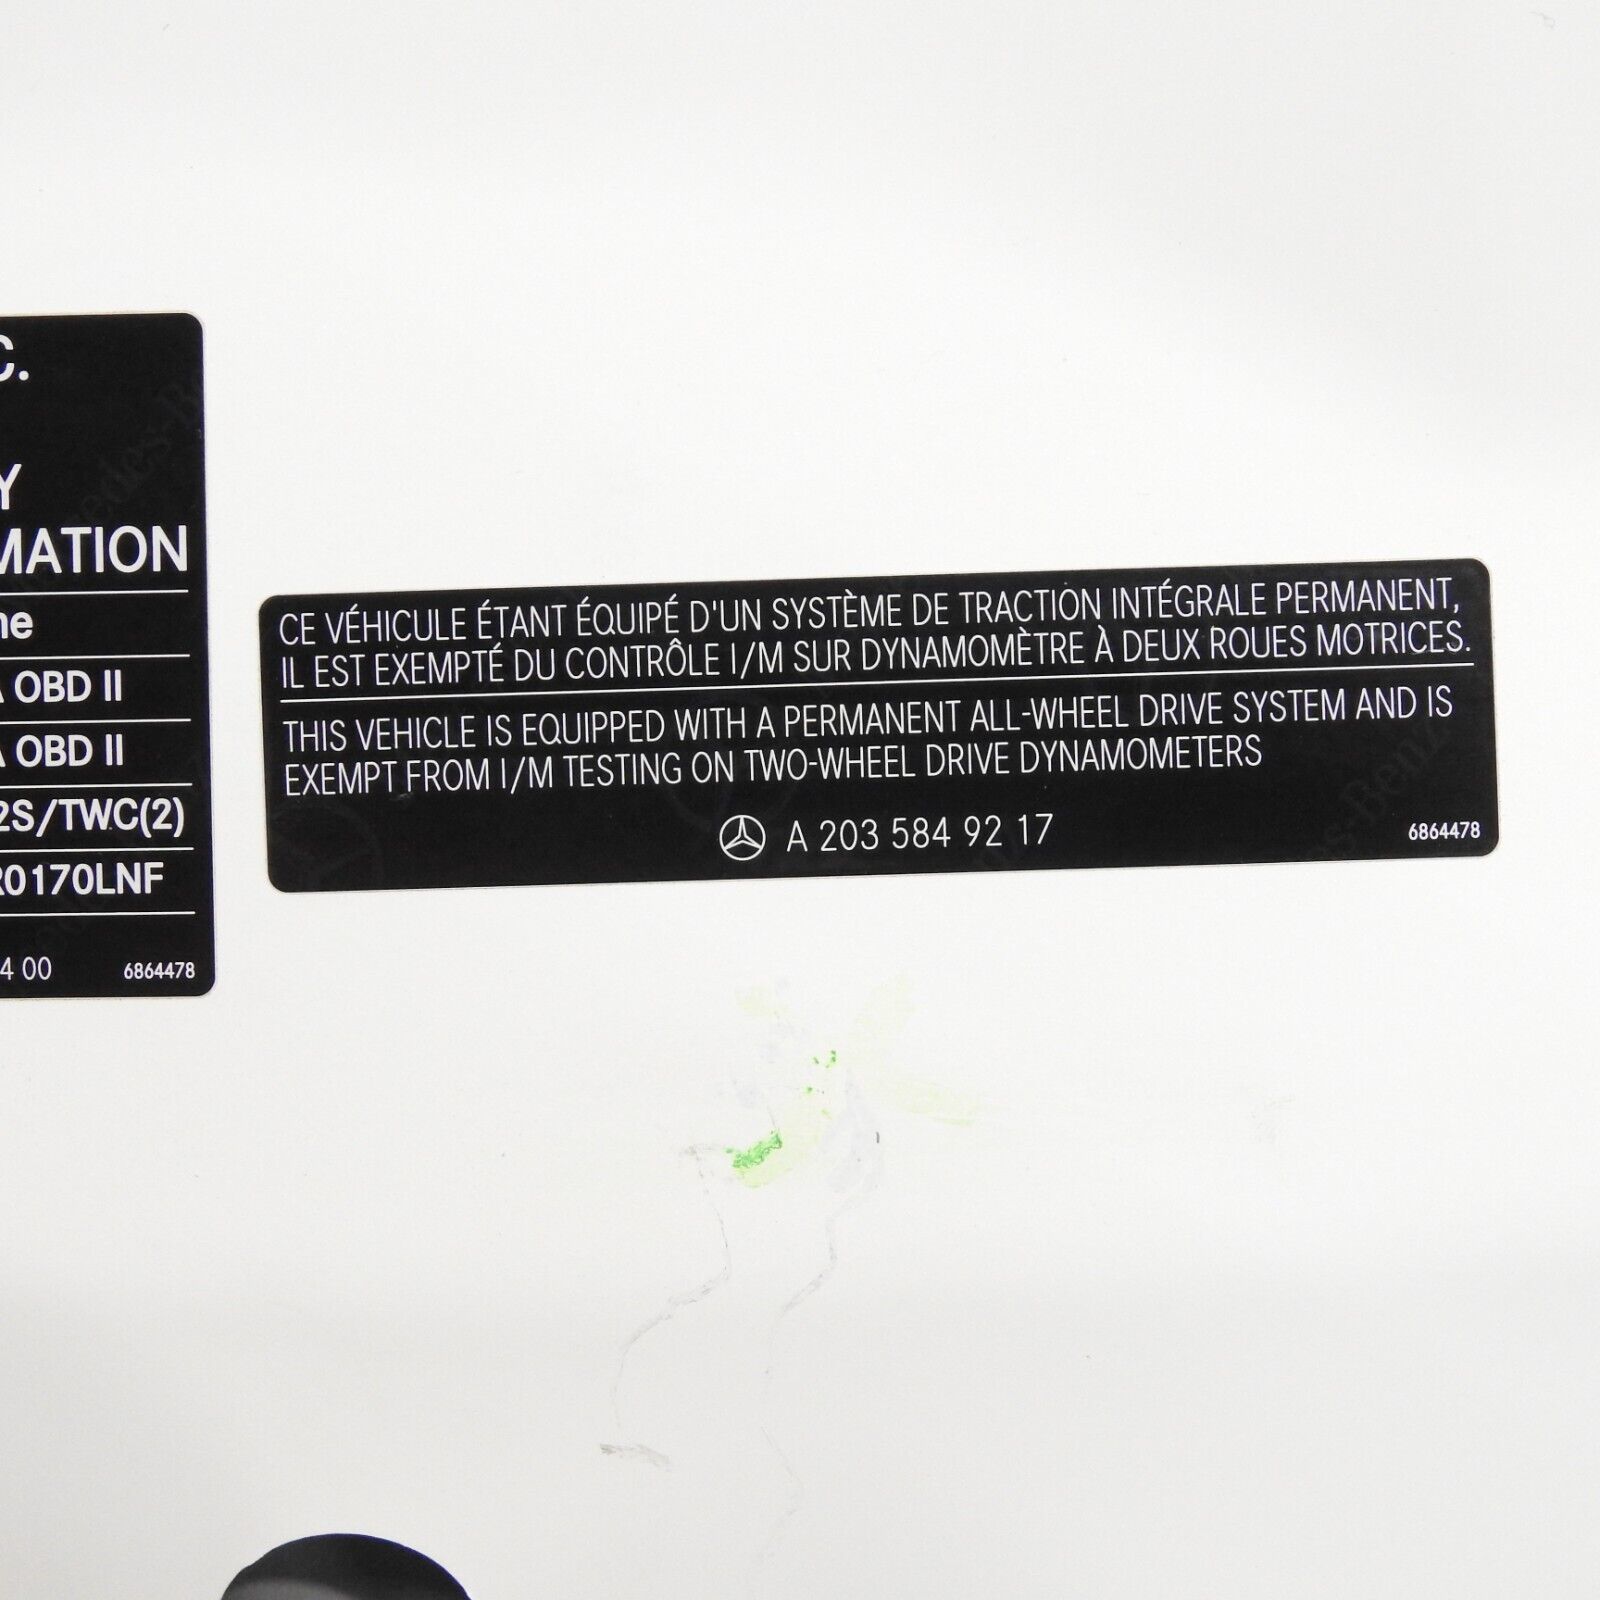 C.
Y
MATION
ne
A OBD II
A OBD II
2S/TWC(2)
R0170LNF
4 00 6864478
CE VÉHICULE ÉTANT ÉQUIPÉ D'UN SYSTÈME DE TRACTION INTÉGRALE PERMANENT,
IL EST EXEMPTÉ DU CONTRÔLE I/M SUR DYNAMOMÈTRE À DEUX ROUES MOTRICES.
THIS VEHICLE IS EQUIPPED WITH A PERMANENT ALL-WHEEL DRIVE SYSTEM AND IS
EXEMPT FROM I/M TESTING ON TWO-WHEEL DRIVE DYNAMOMETERS
A 203 584 92 17 6864478